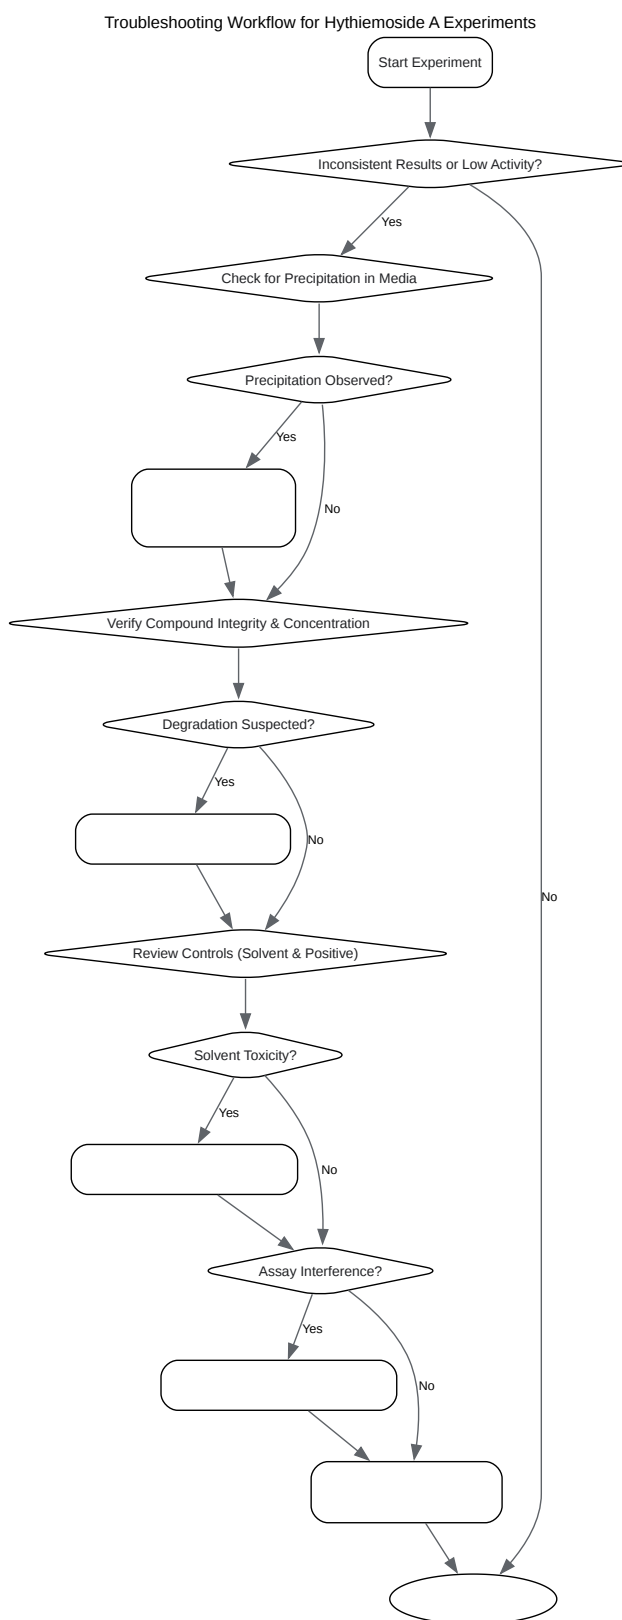 Troubleshooting Workflow for Hythiemoside A Experiments
Start Experiment
Inconsistent Results or Low Activity?
Yes
Check for Precipitation in Media
Precipitation Observed?
Yes
No
Verify Compound Integrity & Concentration
Degradation Suspected?
Yes
No
No
Review Controls (Solvent & Positive)
Solvent Toxicity?
Yes
No
Assay Interference?
Yes
No